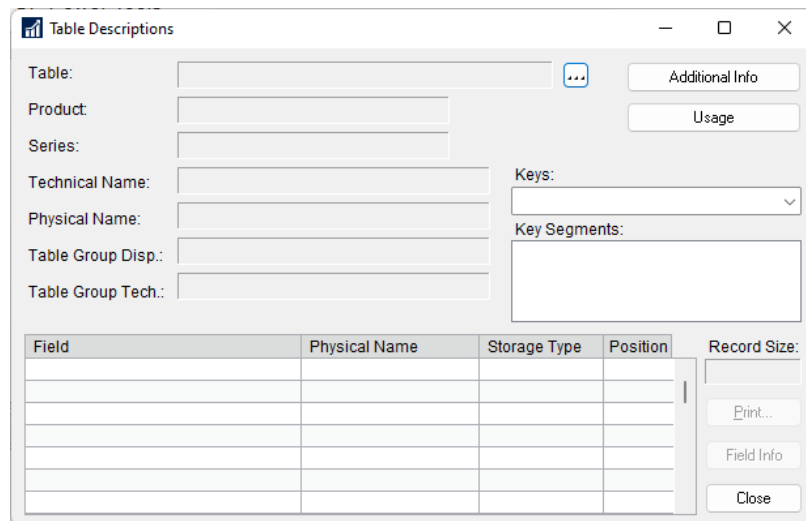 Table Descriptions
Table:
...
Additional Info
Product:
Usage
Series:
Technical Name:
Keys:
Physical Name:
Key Segments:
Table Group Disp.:
Table Group Tech.:
Field Physical Name Storage Type Position
Record Size:
Print...
Field Info
Close